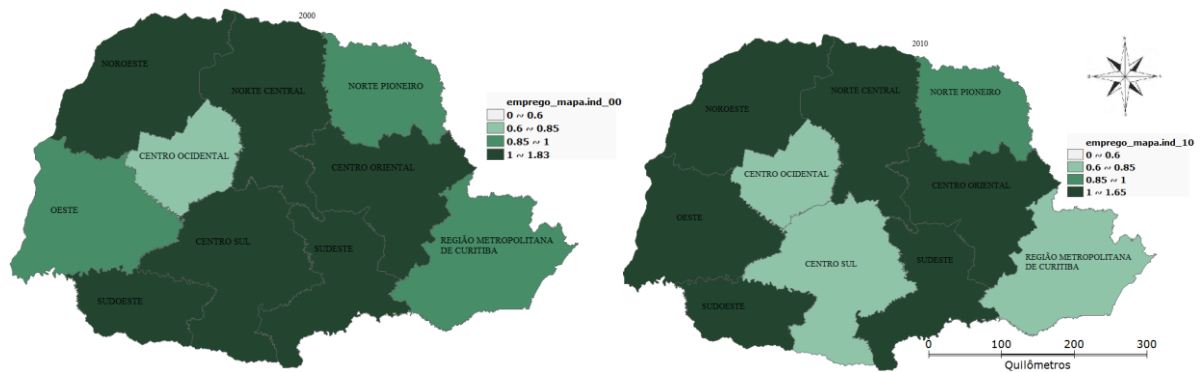 2000
NOROESTE
NORTE CENTRAL
NORTE PIONEIRO
CENTRO OCIDENTAL
CENTRO ORIENTAL
OESTE
CENTRO SUL
SUDESTE
REGIÃO METROPOLITANA
DE CURITIBA
SUDOESTE
emprego_mapa.ind_00
0 ~ 0.6
0.6 ~ 0.85
0.85 ~ 1
1 ~ 1.83
2010
NOROESTE
NORTE CENTRAL
NORTE PIONEIRO
CENTRO OCIDENTAL
CENTRO ORIENTAL
OESTE
CENTRO SUL
SUDESTE
REGIÃO METROPOLITANA
DE CURITIBA
SUDOESTE
emprego_mapa.ind_10
0 ~ 0.6
0.6 ~ 0.85
0.85 ~ 1
1 ~ 1.65
0 100 200 300
Quilômetros